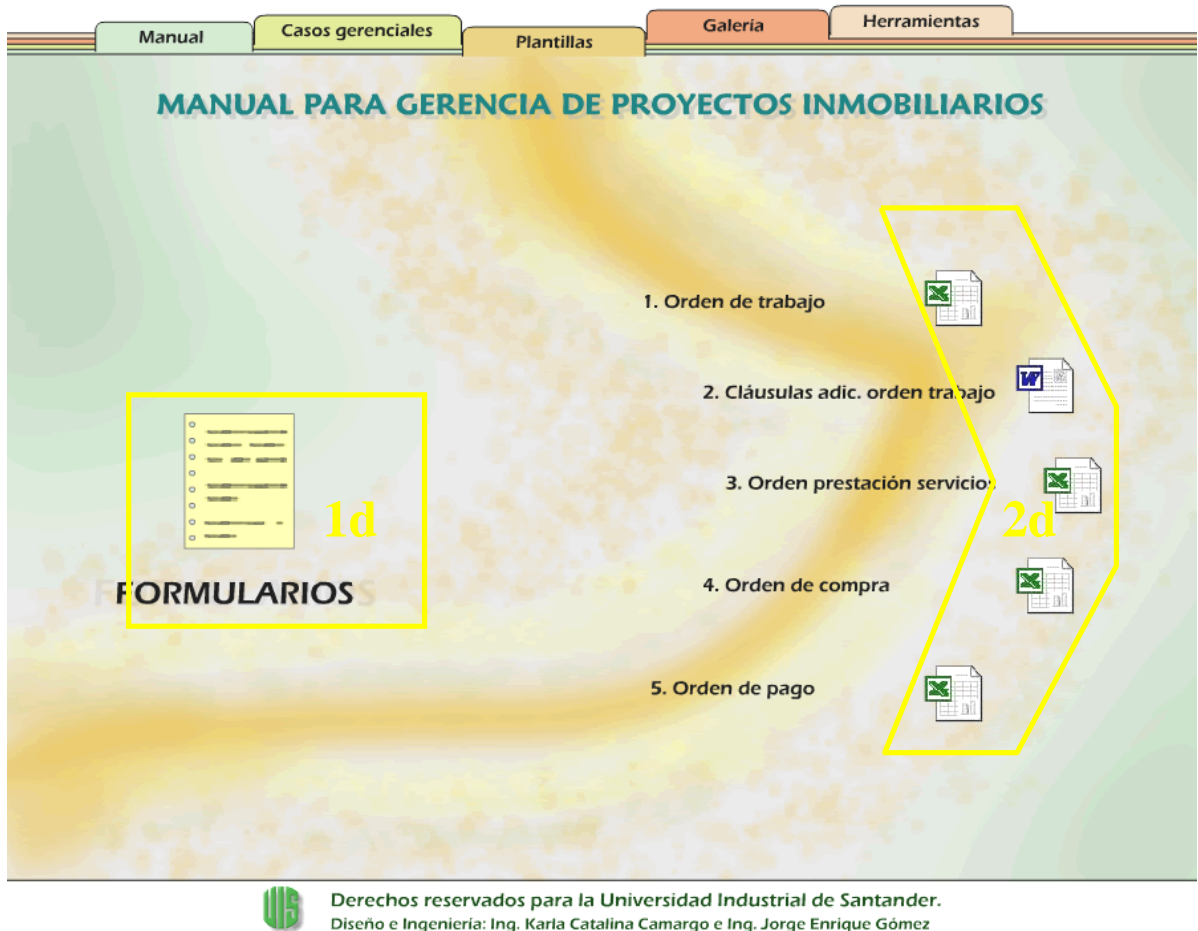 Manual
Casos gerenciales
Plantillas
Galería
Herramientas
MANUAL PARA GERENCIA DE PROYECTOS INMOBILIARIOS
1. Orden de trabajo
2. Cláusulas adic. orden trabajo
3. Orden prestación servicios
1d
2d
FORMULARIOS
4. Orden de compra
5. Orden de pago
UIS
Derechos reservados para la Universidad Industrial de Santander.
Diseño e Ingeniería: Ing. Karla Catalina Camargo e Ing. Jorge Enrique Gómez